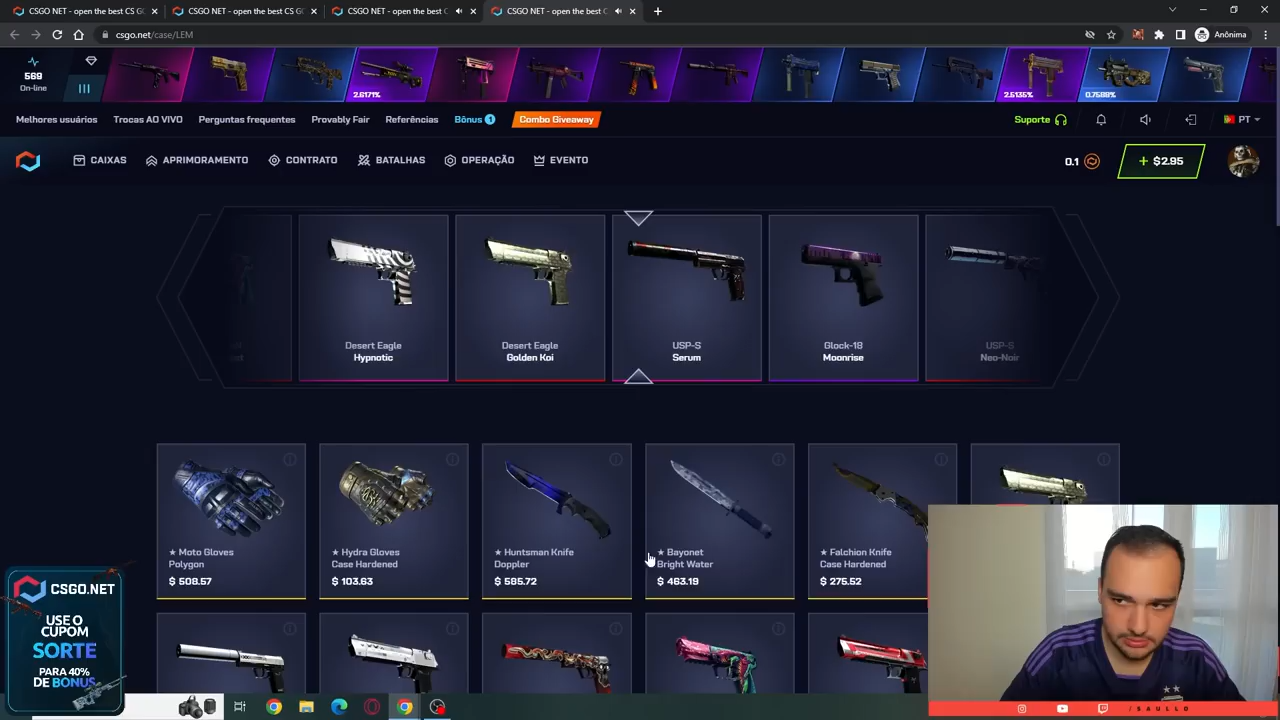 CSGO NET - open the best CS G
CSGO NET - open the best CS G
CSGO NET - open the best C
CSGO NET - open the best C
csgo.net/case/LEM
Anônima
569
On-line
2.6171%
2.5135%
0.7589%
Melhores usuários
Trocas AO VIVO
Perguntas frequentes
Provably Fair
Referências
Bônus 1
Combo Giveaway
Suporte
PT
CAIXAS
APRIMORAMENTO
CONTRATO
BATALHAS
OPERAÇÃO
EVENTO
0.1
+ $2.95
Desert Eagle
Hypnotic
Desert Eagle
Golden Koi
USP-S
Serum
Glock-18
Moonrise
USP-S
Neo-Noir
★ Moto Gloves
Polygon
$ 508.57
★ Hydra Gloves
Case Hardened
$ 103.63
★ Huntsman Knife
Doppler
$ 585.72
★ Bayonet
Bright Water
$ 463.19
★ Falchion Knife
Case Hardened
$ 275.52
CSGO.NET
USE O
CUPOM
SORTE
PARA 40%
DE BÔNUS
/SAULLO